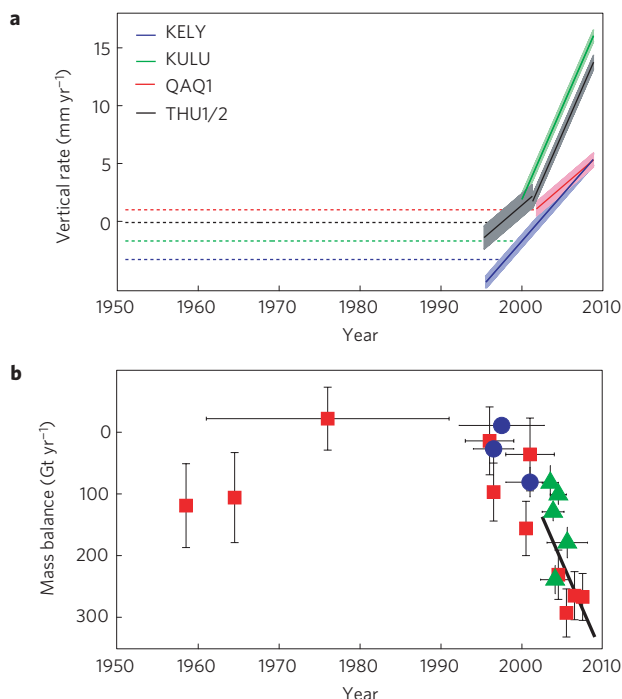 a
KELY
KULU
QAQ1
THU1/2
Vertical rate (mm yr⁻¹)
15
10
5
0
1950 1960 1970 1980 1990 2000 2010
Year
b
Mass balance (Gt yr⁻¹)
0
100
200
300
1950 1960 1970 1980 1990 2000 2010
Year